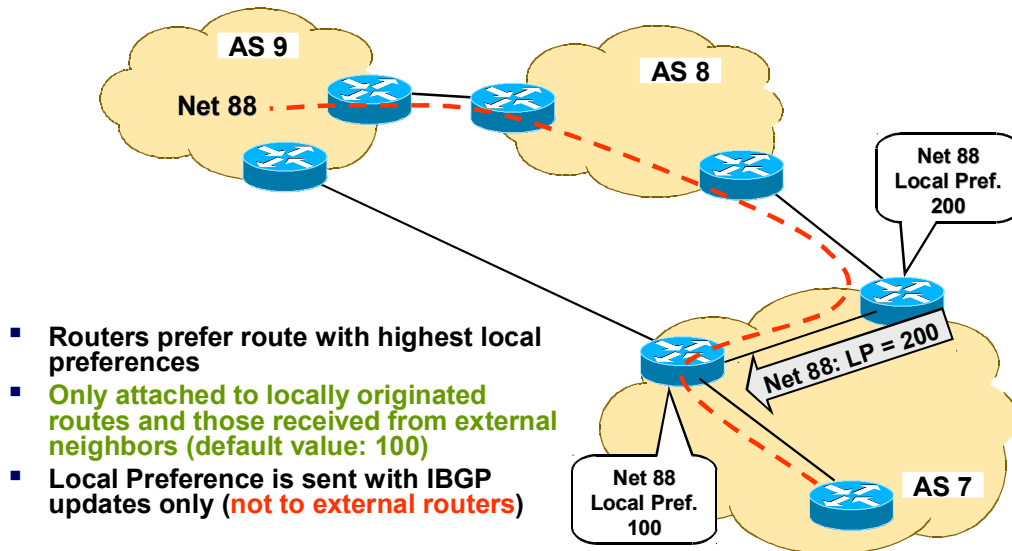 AS 9
AS 8
Net 88
Net 88
Local Pref.
200
Net 88: LP = 200
▪ Routers prefer route with highest local
preferences
▪ Only attached to locally originated
routes and those received from external
neighbors (default value: 100)
▪ Local Preference is sent with IBGP
updates only (not to external routers)
Net 88
Local Pref.
100
AS 7